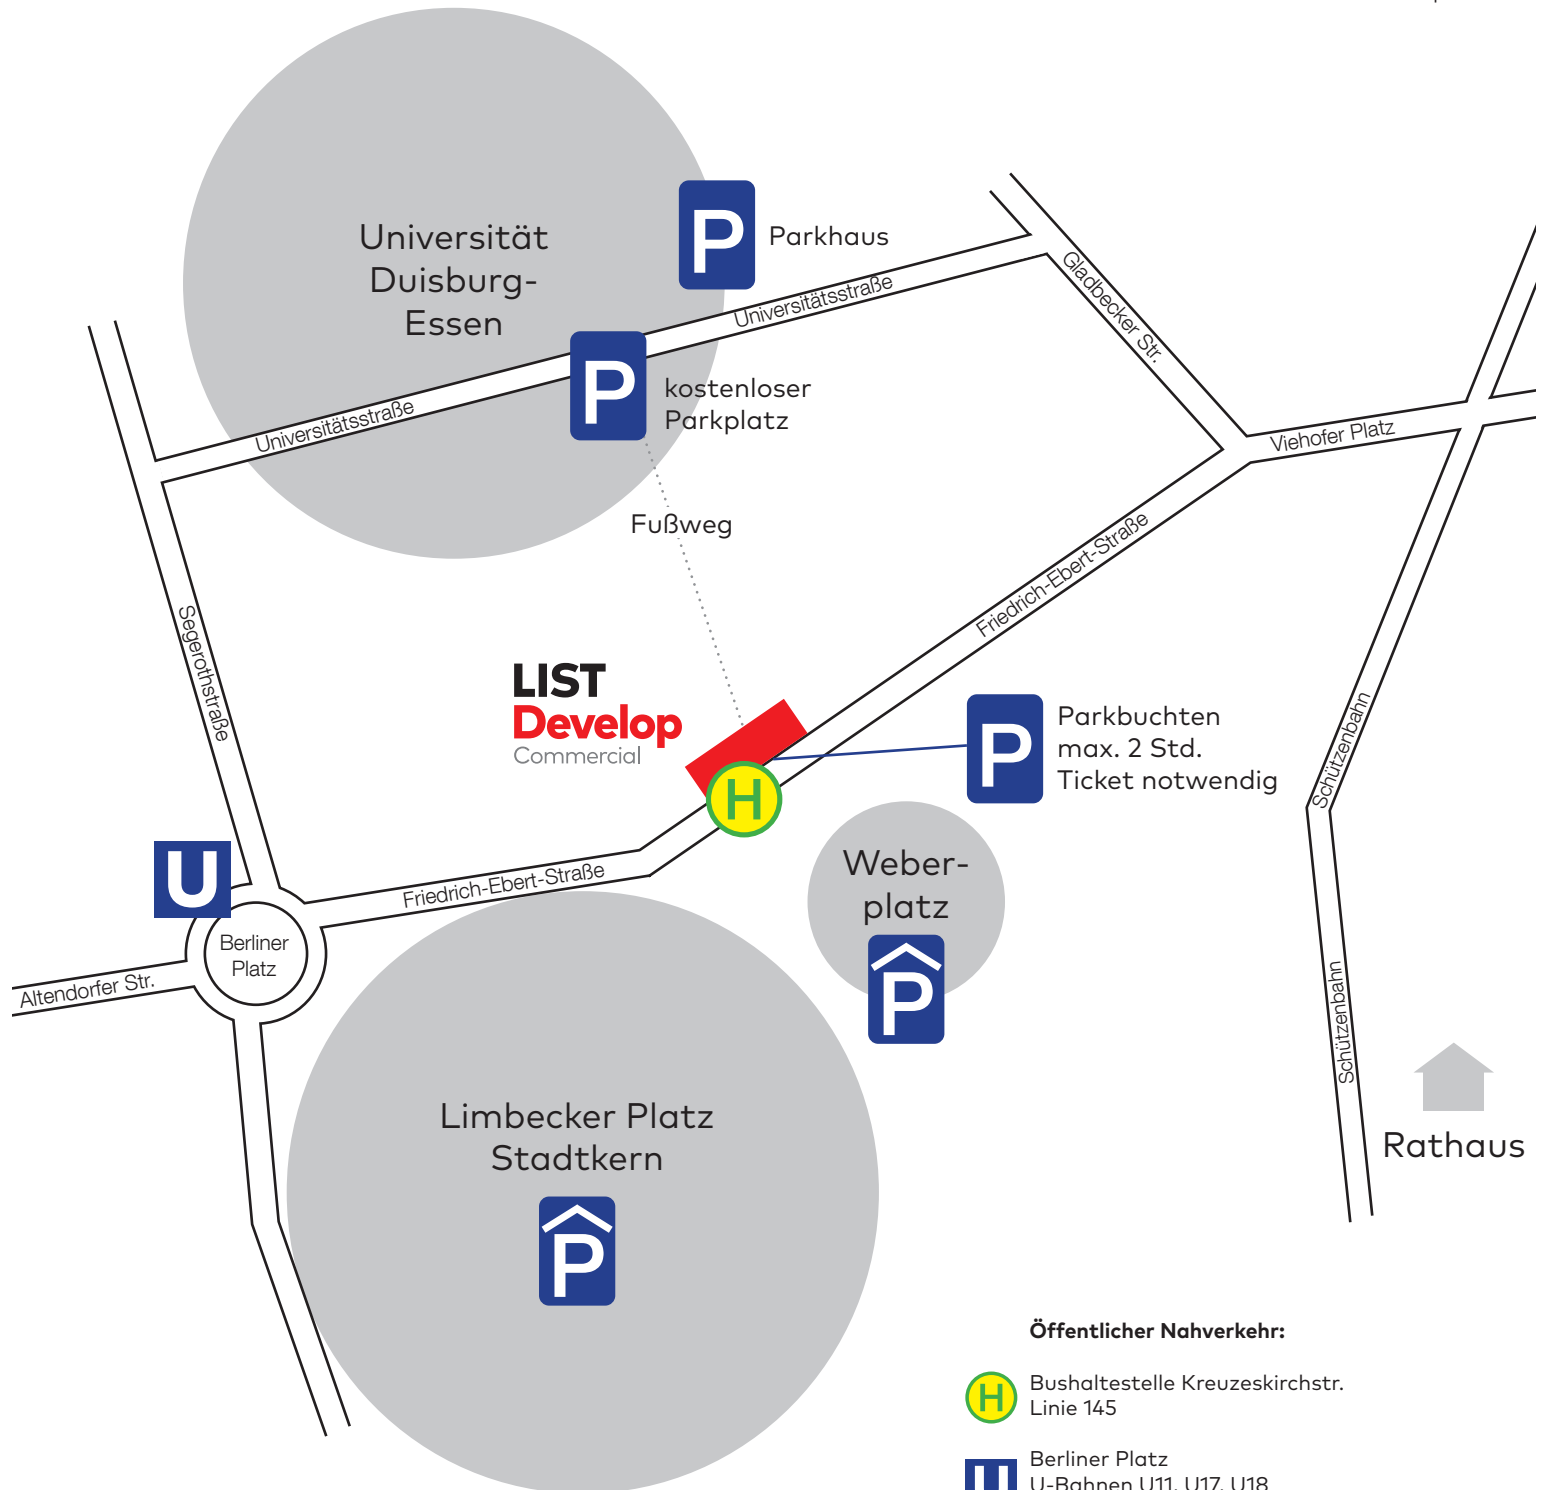 Universität
Duisburg-
Essen
P
Parkhaus
Universitätsstraße
Gladbecker Str.
P
kostenloser
Parkplatz
Universitätsstraße
Viehofer Platz
Fußweg
Friedrich-Ebert-Straße
Segerothstraße
LIST
Develop
Commercial
P
Parkbuchten
max. 2 Std.
Ticket notwendig
Schützenbahn
H
U
Friedrich-Ebert-Straße
Weber-
platz
P
Berliner
Platz
Altendorfer Str.
Schützenbahn
Limbecker Platz
Stadtkern
P
Rathaus
Öffentlicher Nahverkehr:
H
Bushaltestelle Kreuzeskirchstr.
Linie 145
U
Berliner Platz
U-Bahnen U11, U17, U18